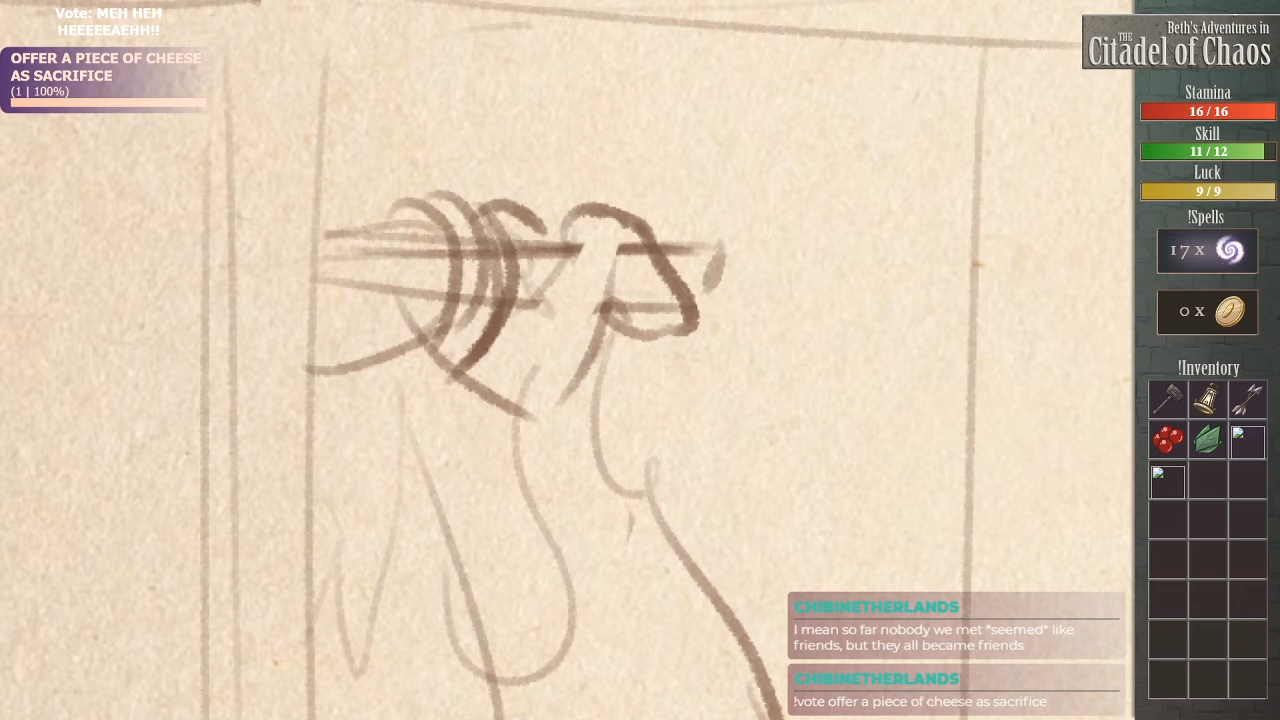 Vote: MEH HEH
HEEEEEAEHH!!
OFFER A PIECE OF CHEESE
AS SACRIFICE
(1 | 100%)
Beth's Adventures in
THE
Citadel of Chaos
Stamina
16 / 16
Skill
11 / 12
Luck
9 / 9
!Spells
17 x
0 x
!Inventory
CHIBINETHERLANDS
I mean so far nobody we met *seemed* like
friends, but they all became friends
CHIBINETHERLANDS
!vote offer a piece of cheese as sacrifice